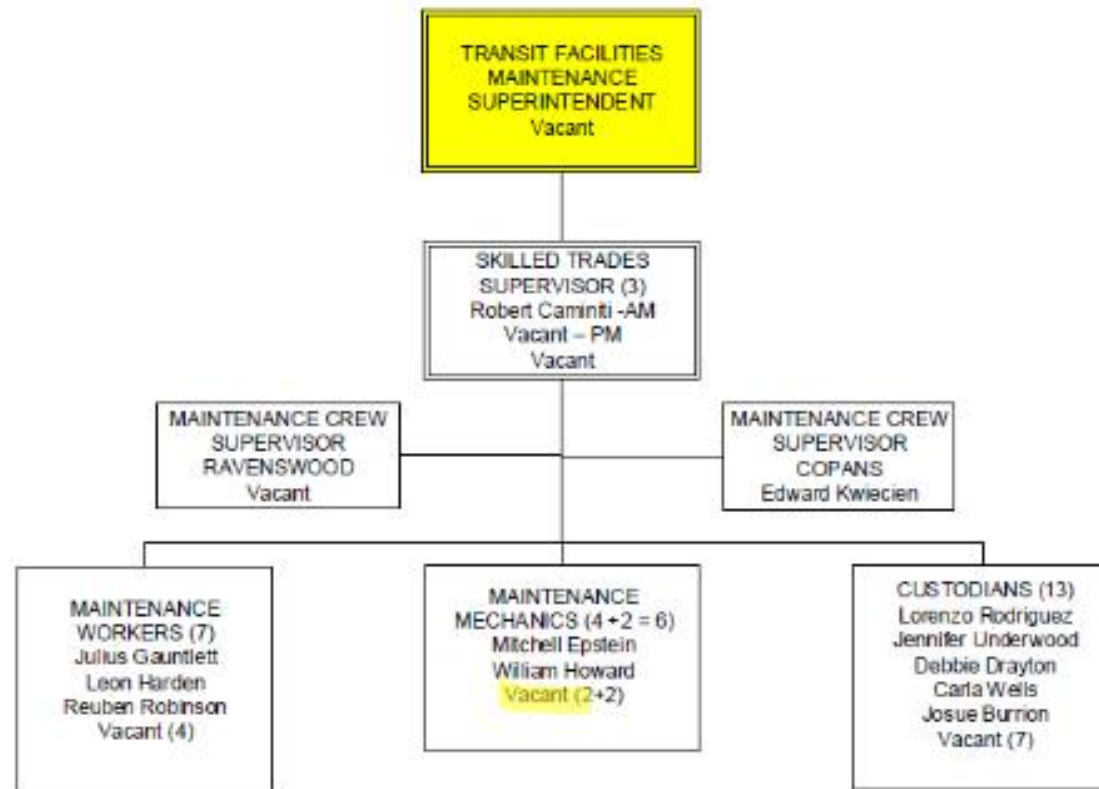 TRANSIT FACILITIES
MAINTENANCE
SUPERINTENDENT
Vacant
SKILLED TRADES
SUPERVISOR (3)
Robert Caminiti -AM
Vacant – PM
Vacant
MAINTENANCE CREW
SUPERVISOR
RAVENSWOOD
Vacant
MAINTENANCE CREW
SUPERVISOR
COPANS
Edward Kwiecien
MAINTENANCE
WORKERS (7)
Julius Gauntlett
Leon Harden
Reuben Robinson
Vacant (4)
MAINTENANCE
MECHANICS (4 +2 = 6)
Mitchell Epstein
William Howard
Vacant (2+2)
CUSTODIANS (13)
Lorenzo Rodriguez
Jennifer Underwood
Debbie Drayton
Carla Wells
Josue Burrion
Vacant (7)